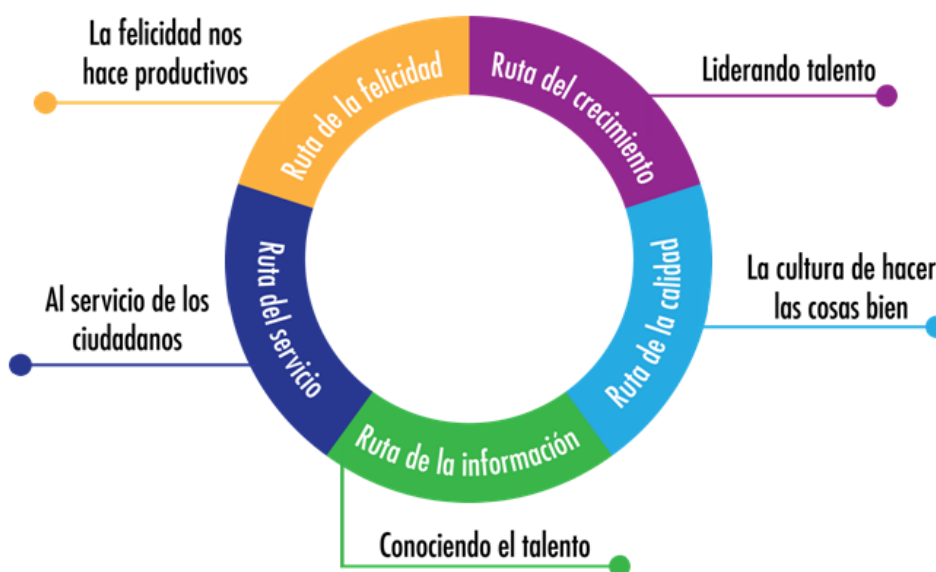 La felicidad nos
hace productivos
Ruta de la felicidad
Ruta del crecimiento
Liderando talento
Al servicio de los
ciudadanos
Ruta del servicio
Ruta de la calidad
La cultura de hacer
las cosas bien
Ruta de la información
Conociendo el talento